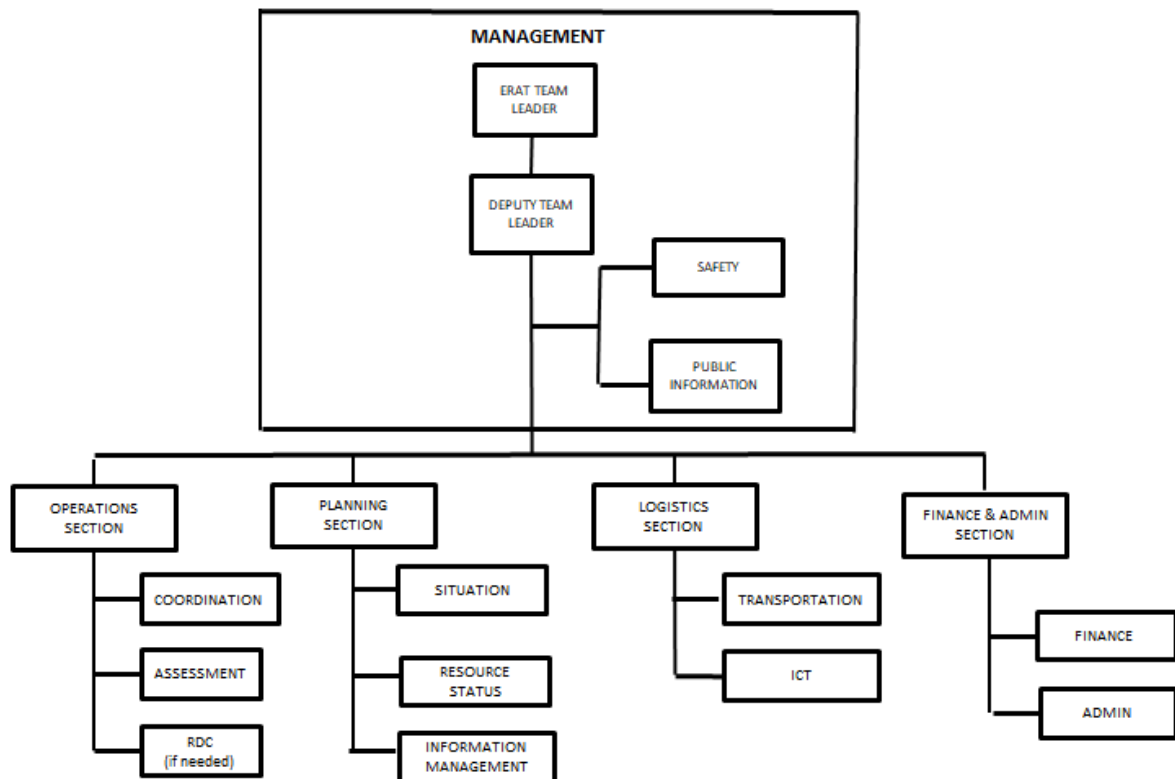 MANAGEMENT
ERAT TEAM
LEADER
DEPUTY TEAM
LEADER
SAFETY
PUBLIC
INFORMATION
OPERATIONS
SECTION
PLANNING
SECTION
LOGISTICS
SECTION
FINANCE & ADMIN
SECTION
COORDINATION
ASSESSMENT
RDC
(if needed)
SITUATION
RESOURCE
STATUS
INFORMATION
MANAGEMENT
TRANSPORTATION
ICT
FINANCE
ADMIN